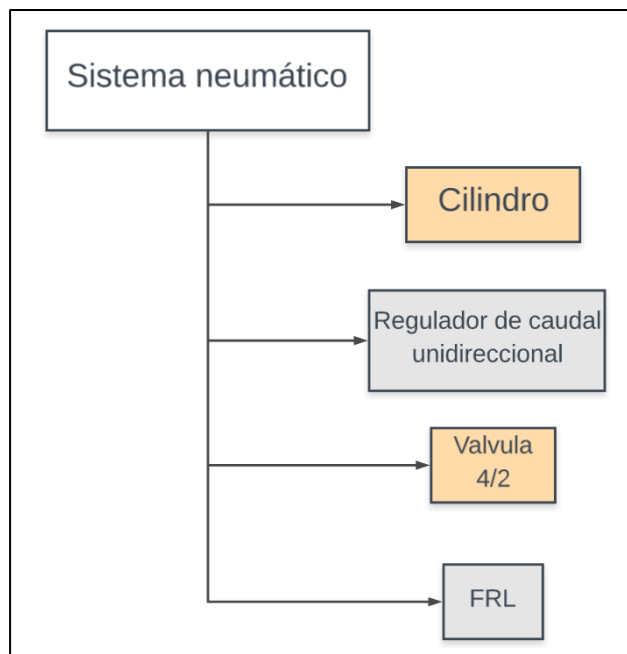 Sistema neumático
Cilindro
Regulador de caudal
unidireccional
Valvula
4/2
FRL